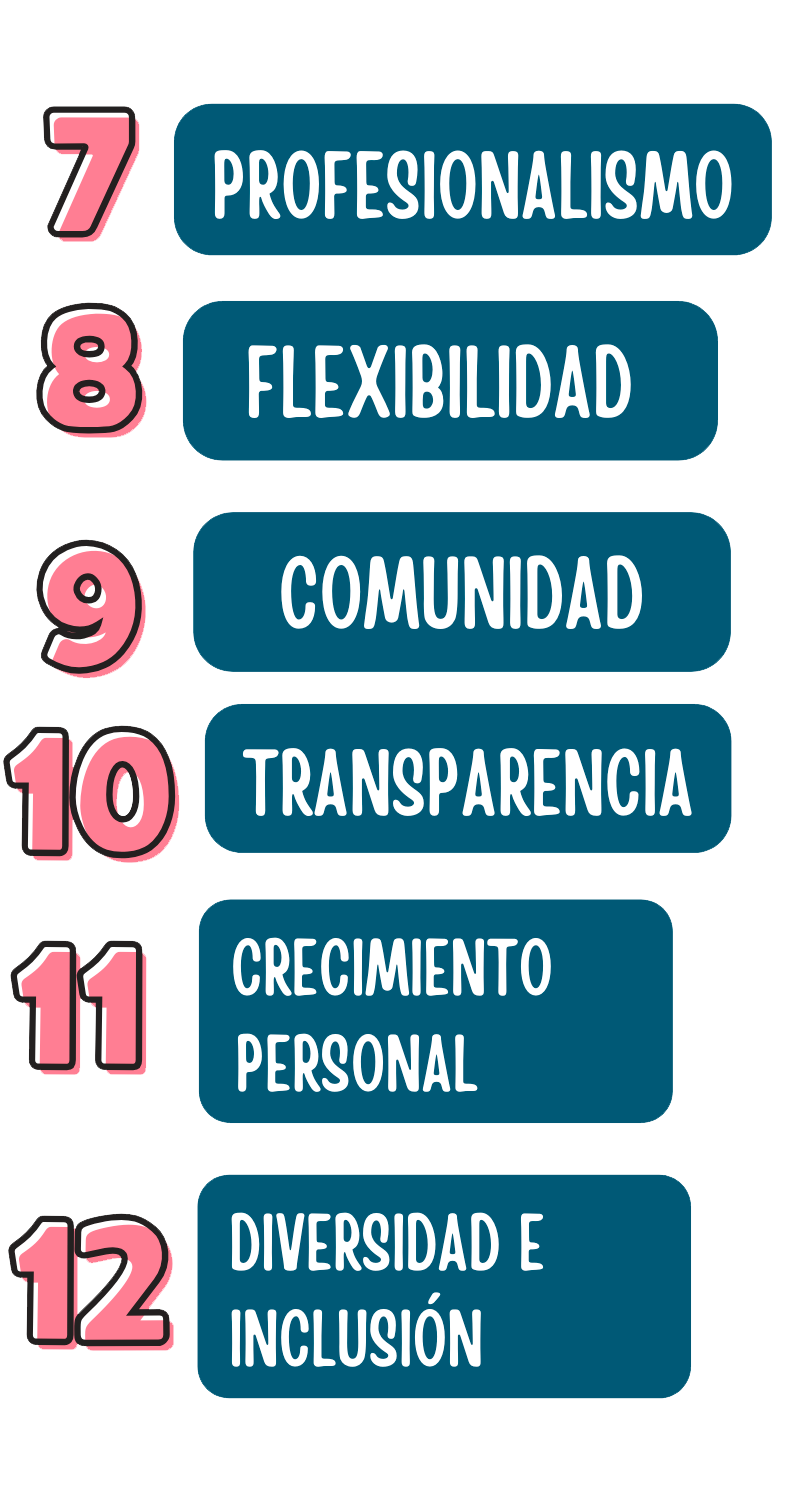 7 PROFESIONALISMO
8 FLEXIBILIDAD
9 COMUNIDAD
10 TRANSPARENCIA
11 CRECIMIENTO
PERSONAL
12 DIVERSIDAD E
INCLUSIÓN